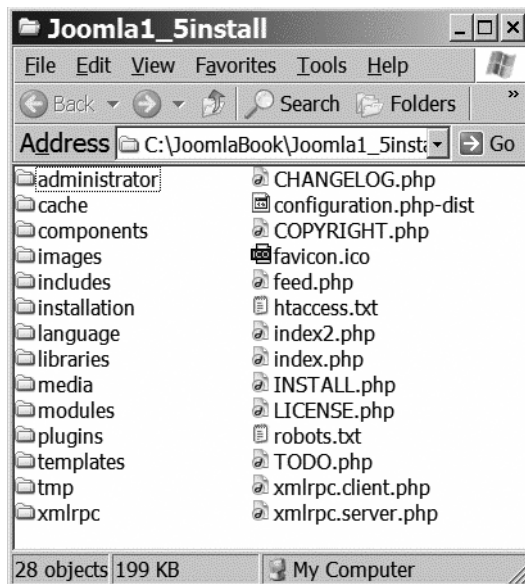 Joomla1_5install
File Edit View Favorites Tools Help
Back Search Folders »
Address C:\JoomlaBook\Joomla1_5insta Go
administrator
cache
components
images
includes
installation
language
libraries
media
modules
plugins
templates
tmp
xmlrpc
CHANGELOG.php
configuration.php-dist
COPYRIGHT.php
favicon.ico
feed.php
htaccess.txt
index2.php
index.php
INSTALL.php
LICENSE.php
robots.txt
TODO.php
xmlrpc.client.php
xmlrpc.server.php
28 objects 199 KB My Computer